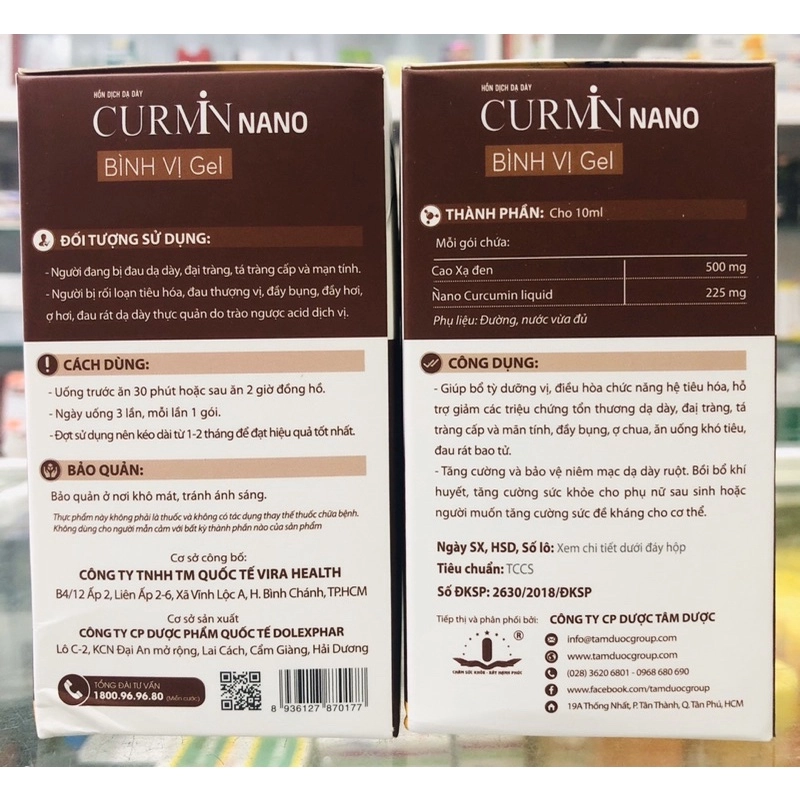 HỖN DỊCH DẠ DÀY
CURMIN NANO
BÌNH VỊ Gel
ĐỐI TƯỢNG SỬ DỤNG:
- Người đang bị đau dạ dày, đại tràng, tá tràng cấp và mạn tính.
- Người bị rối loạn tiêu hóa, đau thượng vị, đầy bụng, đầy hơi,
ợ hơi, đau rát dạ dày thực quản do trào ngược acid dịch vị.
CÁCH DÙNG:
- Uống trước ăn 30 phút hoặc sau ăn 2 giờ đồng hồ.
- Ngày uống 3 lần, mỗi lần 1 gói.
- Đợt sử dụng nên kéo dài từ 1-2 tháng để đạt hiệu quả tốt nhất.
BẢO QUẢN:
Bảo quản ở nơi khô mát, tránh ánh sáng.
Thực phẩm này không phải là thuốc và không có tác dụng thay thế thuốc chữa bệnh.
Không dùng cho người mẫn cảm với bất kỳ thành phần nào của sản phẩm
Cơ sở công bố:
CÔNG TY TNHH TM QUỐC TẾ VIRA HEALTH
B4/12 Ấp 2, Liên Ấp 2-6, Xã Vĩnh Lộc A, H. Bình Chánh, TP.HCM
Cơ sở sản xuất
CÔNG TY CP DƯỢC PHẨM QUỐC TẾ DOLEXPHAR
Lô C-2, KCN Đại An mở rộng, Lai Cách, Cẩm Giàng, Hải Dương
TỔNG ĐÀI TƯ VẤN
1800.96.96.80 (Miễn cước)
8 936127 870177
HỖN DỊCH DẠ DÀY
CURMIN NANO
BÌNH VỊ Gel
THÀNH PHẦN: Cho 10ml
Mỗi gói chứa:
Cao Xạ đen 500 mg
Nano Curcumin liquid 225 mg
Phụ liệu: Đường, nước vừa đủ
CÔNG DỤNG:
- Giúp bổ tỳ dưỡng vị, điều hòa chức năng hệ tiêu hóa, hỗ
trợ giảm các triệu chứng tổn thương dạ dày, đaị tràng, tá
tràng cấp và mãn tính, đầy bụng, ợ chua, ăn uống khó tiêu,
đau rát bao tử.
- Tăng cường và bảo vệ niêm mạc dạ dày ruột. Bồi bổ khí
huyết, tăng cường sức khỏe cho phụ nữ sau sinh hoặc
người muốn tăng cường sức đề kháng cho cơ thể.
Ngày SX, HSD, Số lô: Xem chi tiết dưới đáy hộp
Tiêu chuẩn: TCCS
Số ĐKSP: 2630/2018/ĐKSP
Tiếp thị và phân phối bởi: CÔNG TY CP DƯỢC TÂM DƯỢC
®
CHĂM SỨC KHỎE - XÂY HẠNH PHÚC
info@tamduocgroup.com
www.tamduocgroup.com
(028) 3620 6801 - 0968 680 690
www.facebook.com/tamduocgroup
19A Thống Nhất, P. Tân Thành, Q. Tân Phú, HCM